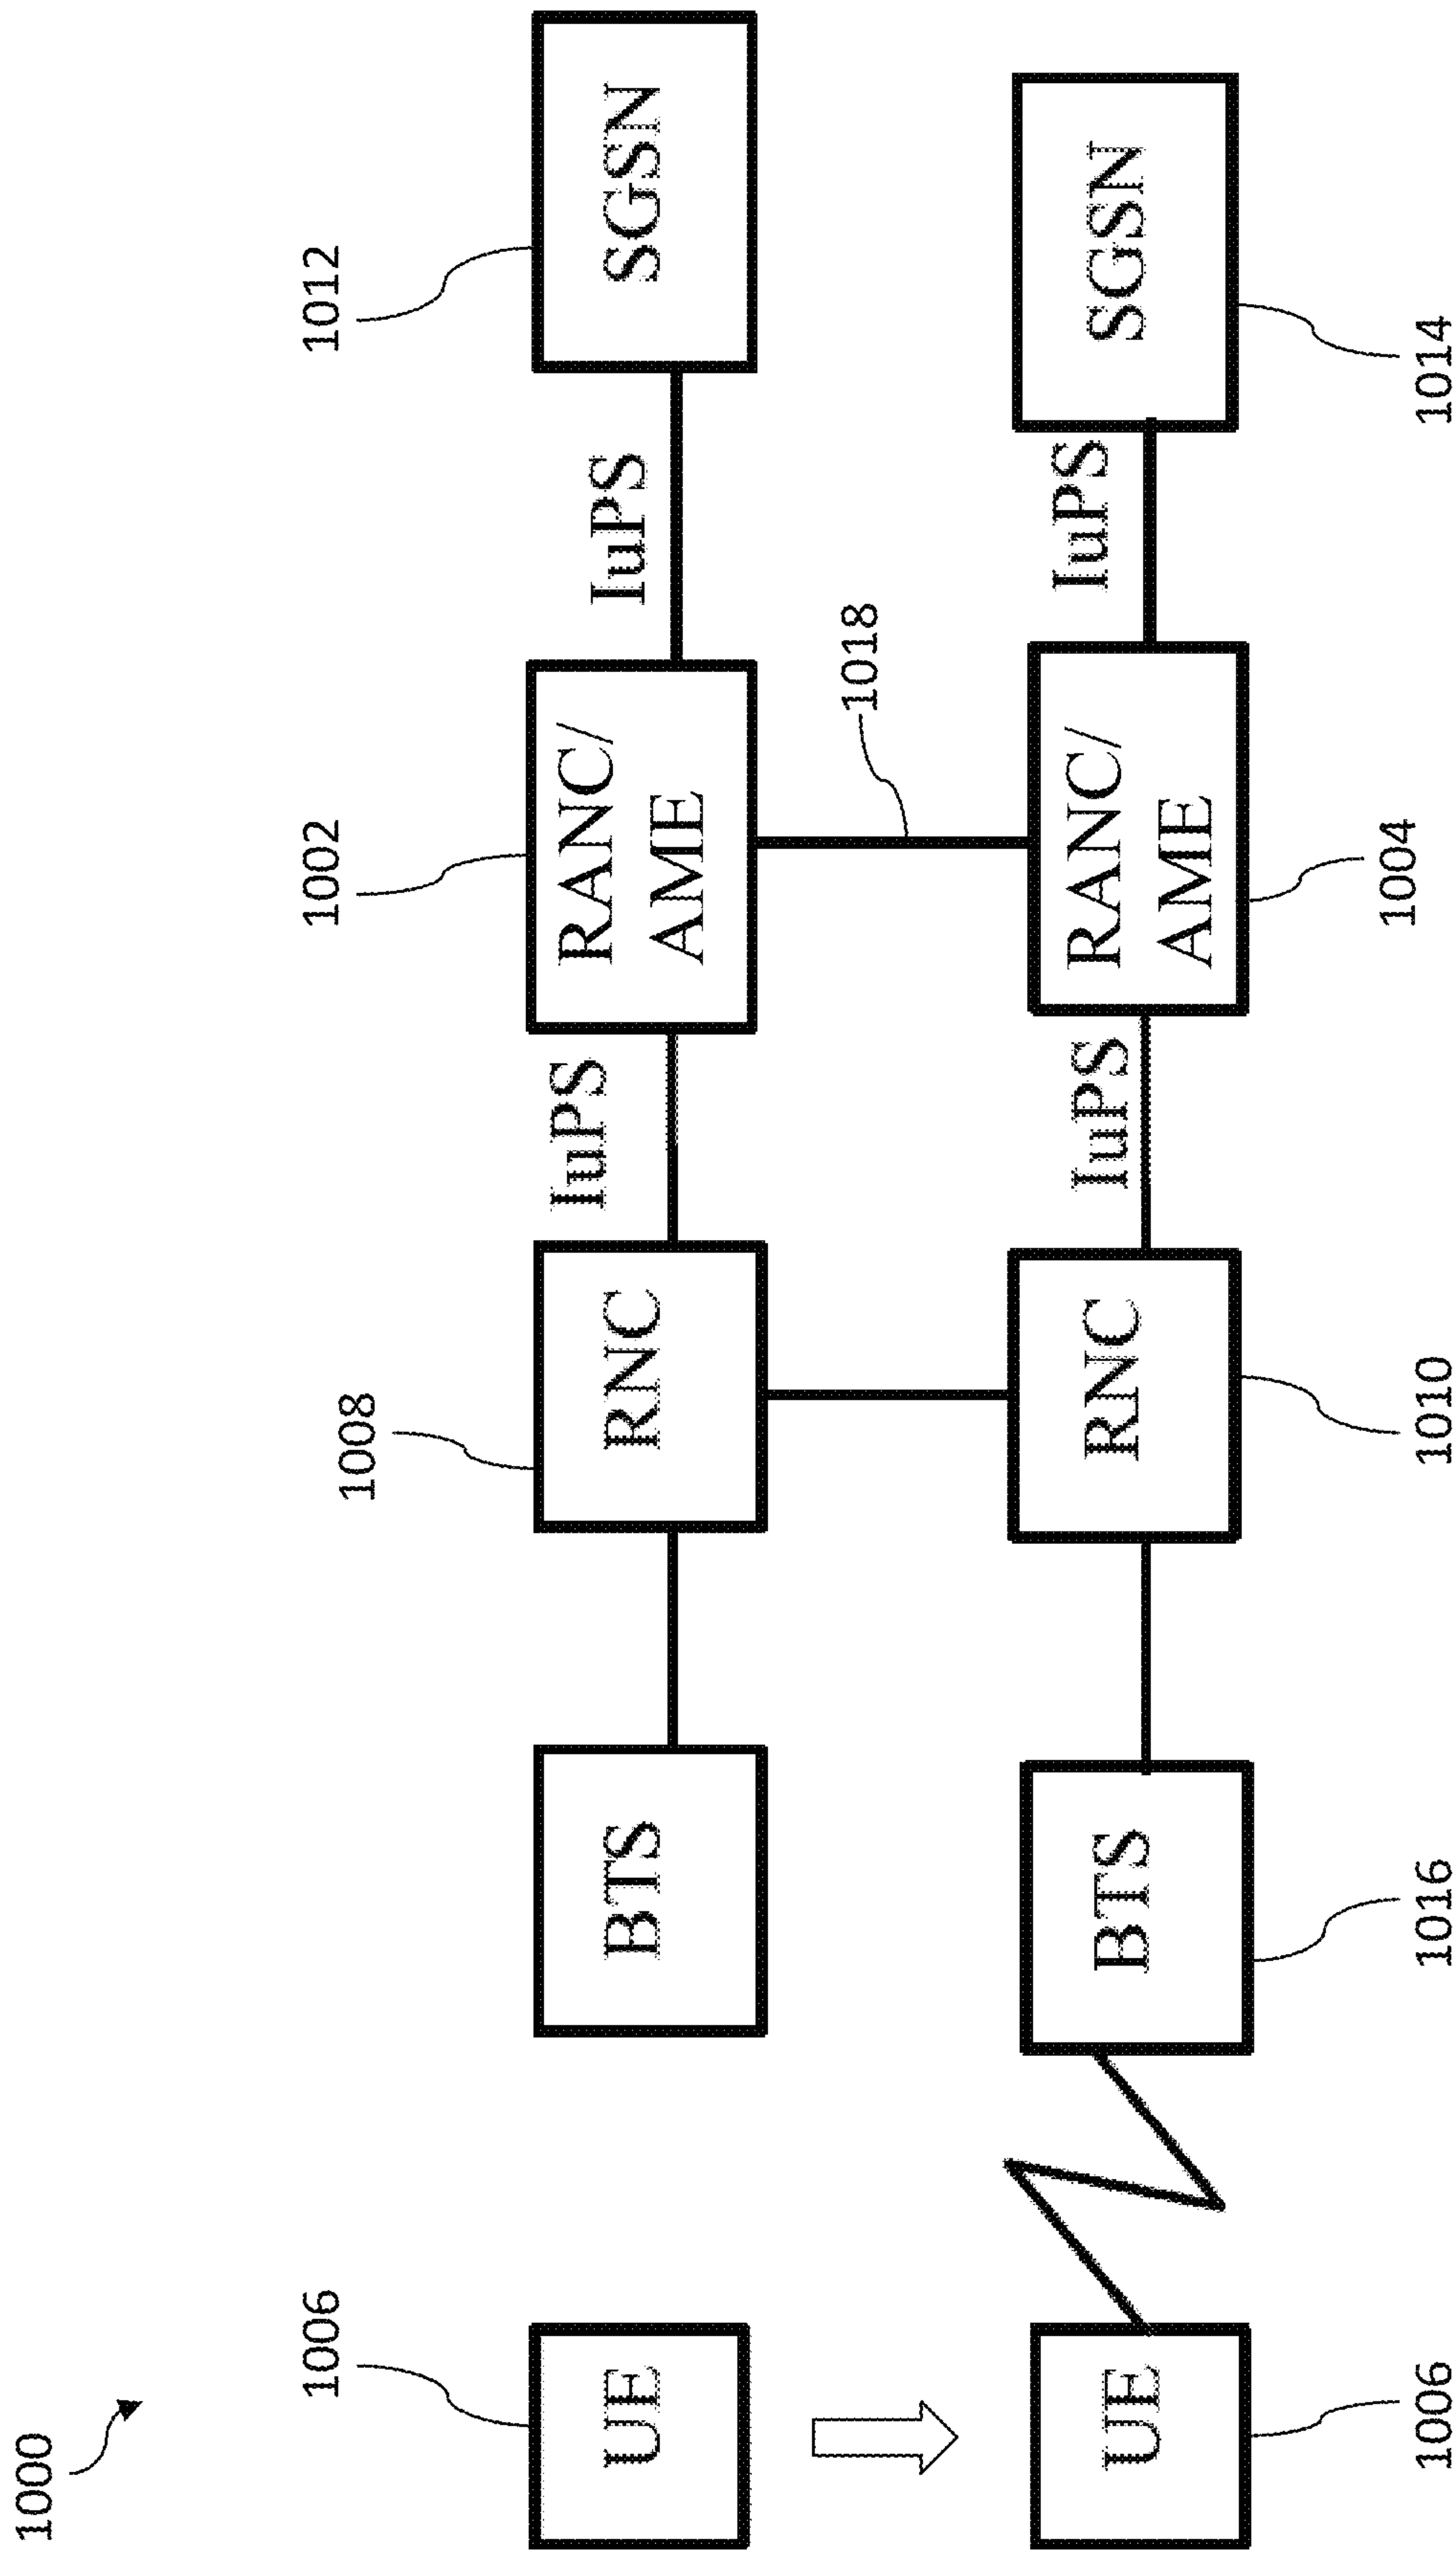 1000
1006
1008
1002
1012
UE
BTS
RNC
IuPS
RANC/
AME
IuPS
SGSN
1018
UE
BTS
RNC
IuPS
RANC/
AME
IuPS
SGSN
1006
1016
1010
1004
1014